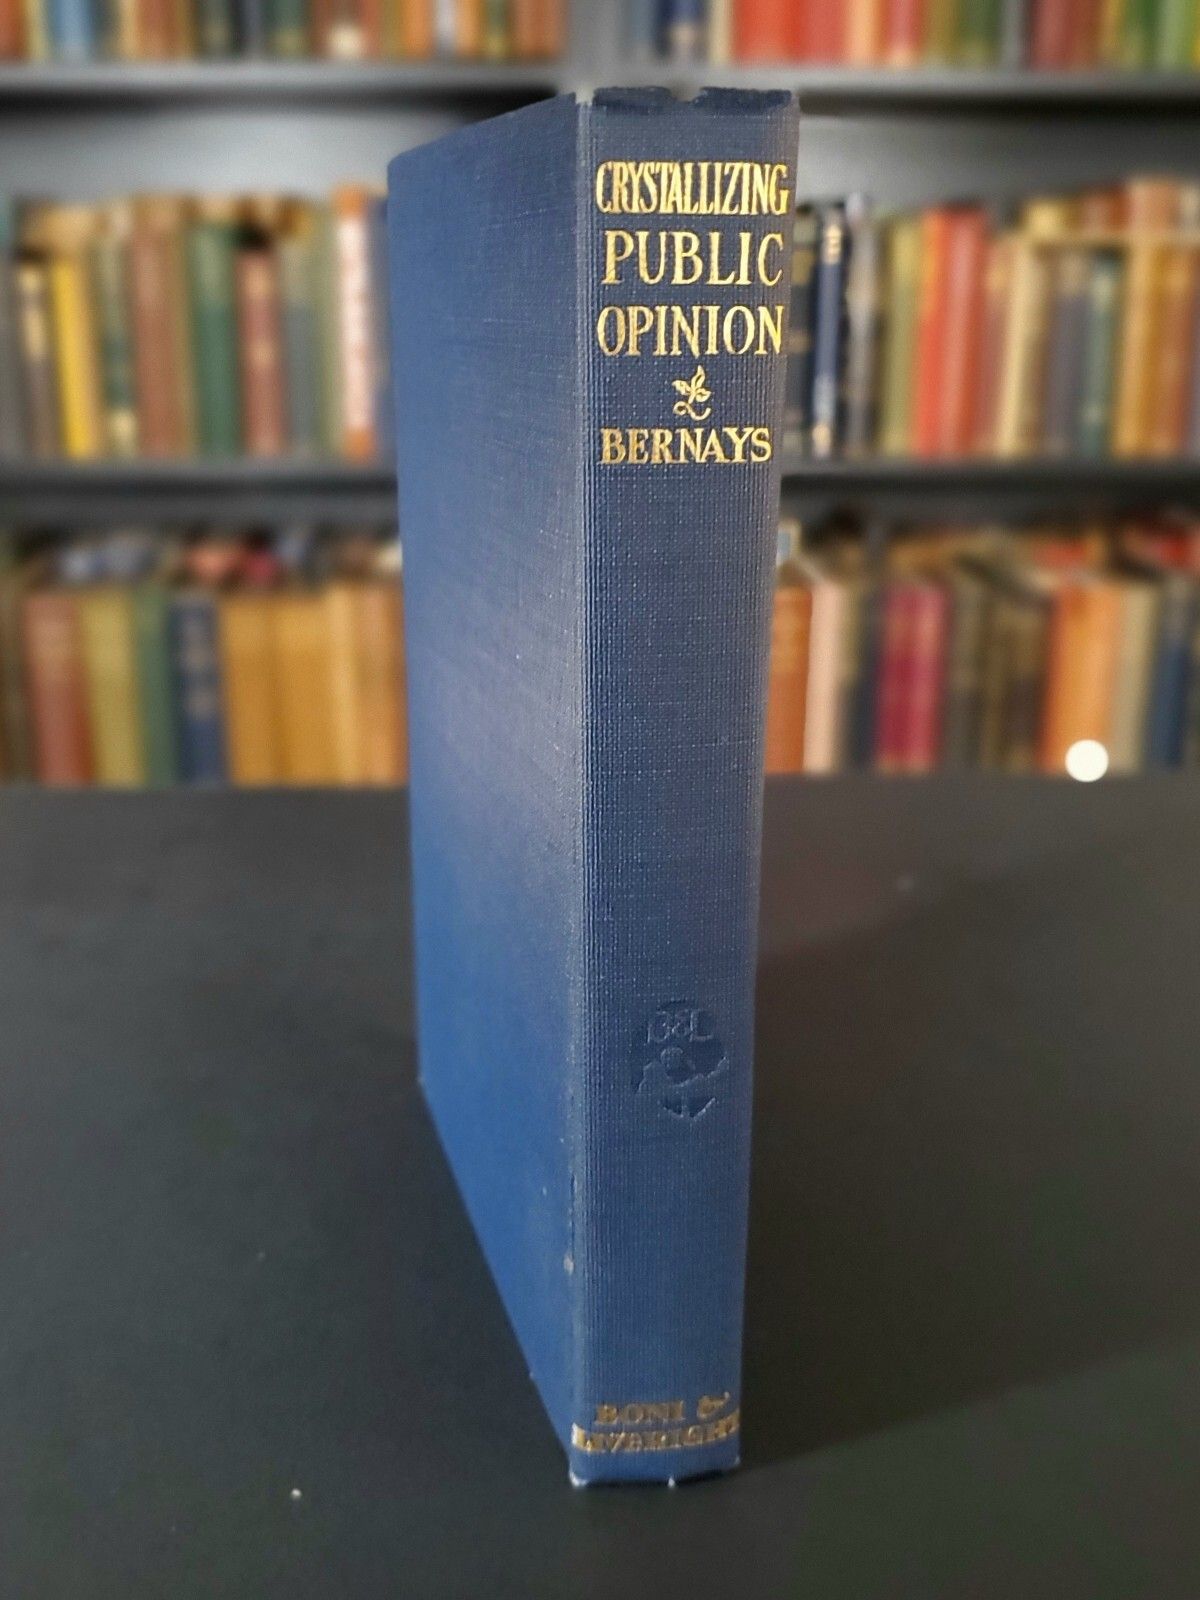 CRYSTALLIZING
PUBLIC
OPINION
BERNAYS
B&L
BONI &
LIVERIGHT